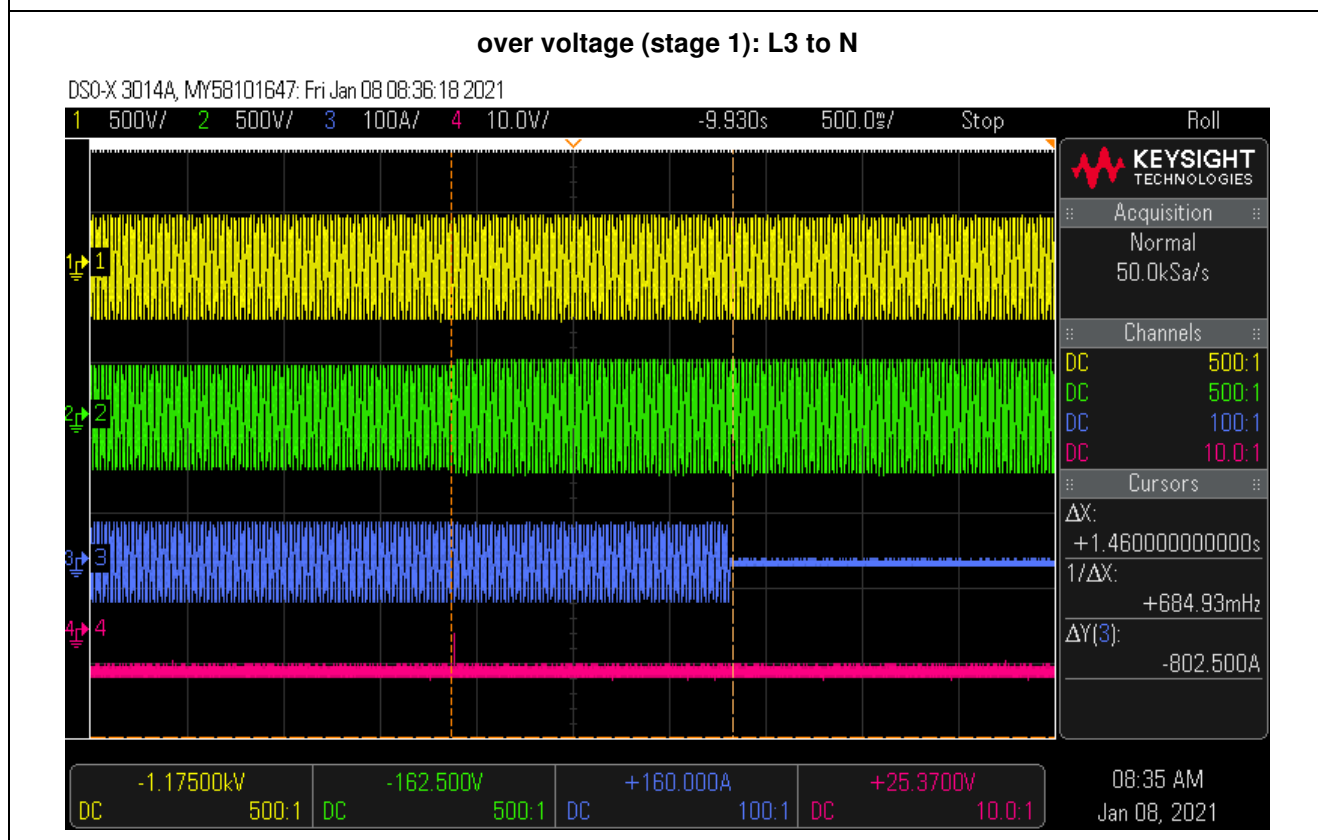 over voltage (stage 1): L3 to N
DSO-X 3014A, MY58101647: Fri Jan 08 08:36:18 2021
1 500V/ 2 500V/ 3 100A/ 4 10.0V/ -9.930s 500.0ms/ Stop Roll
KEYSIGHT
TECHNOLOGIES
Acquisition
Normal
50.0kSa/s
Channels
DC 500:1
DC 500:1
DC 100:1
DC 10.0:1
Cursors
ΔX:
+1.460000000000s
1/ΔX:
+684.93mHz
ΔY(3):
-802.500A
1 1
2 2
3 3
4 4
-1.17500kV -162.500V +160.000A +25.3700V
DC 500:1 DC 500:1 DC 100:1 DC 10.0:1
08:35 AM
Jan 08, 2021